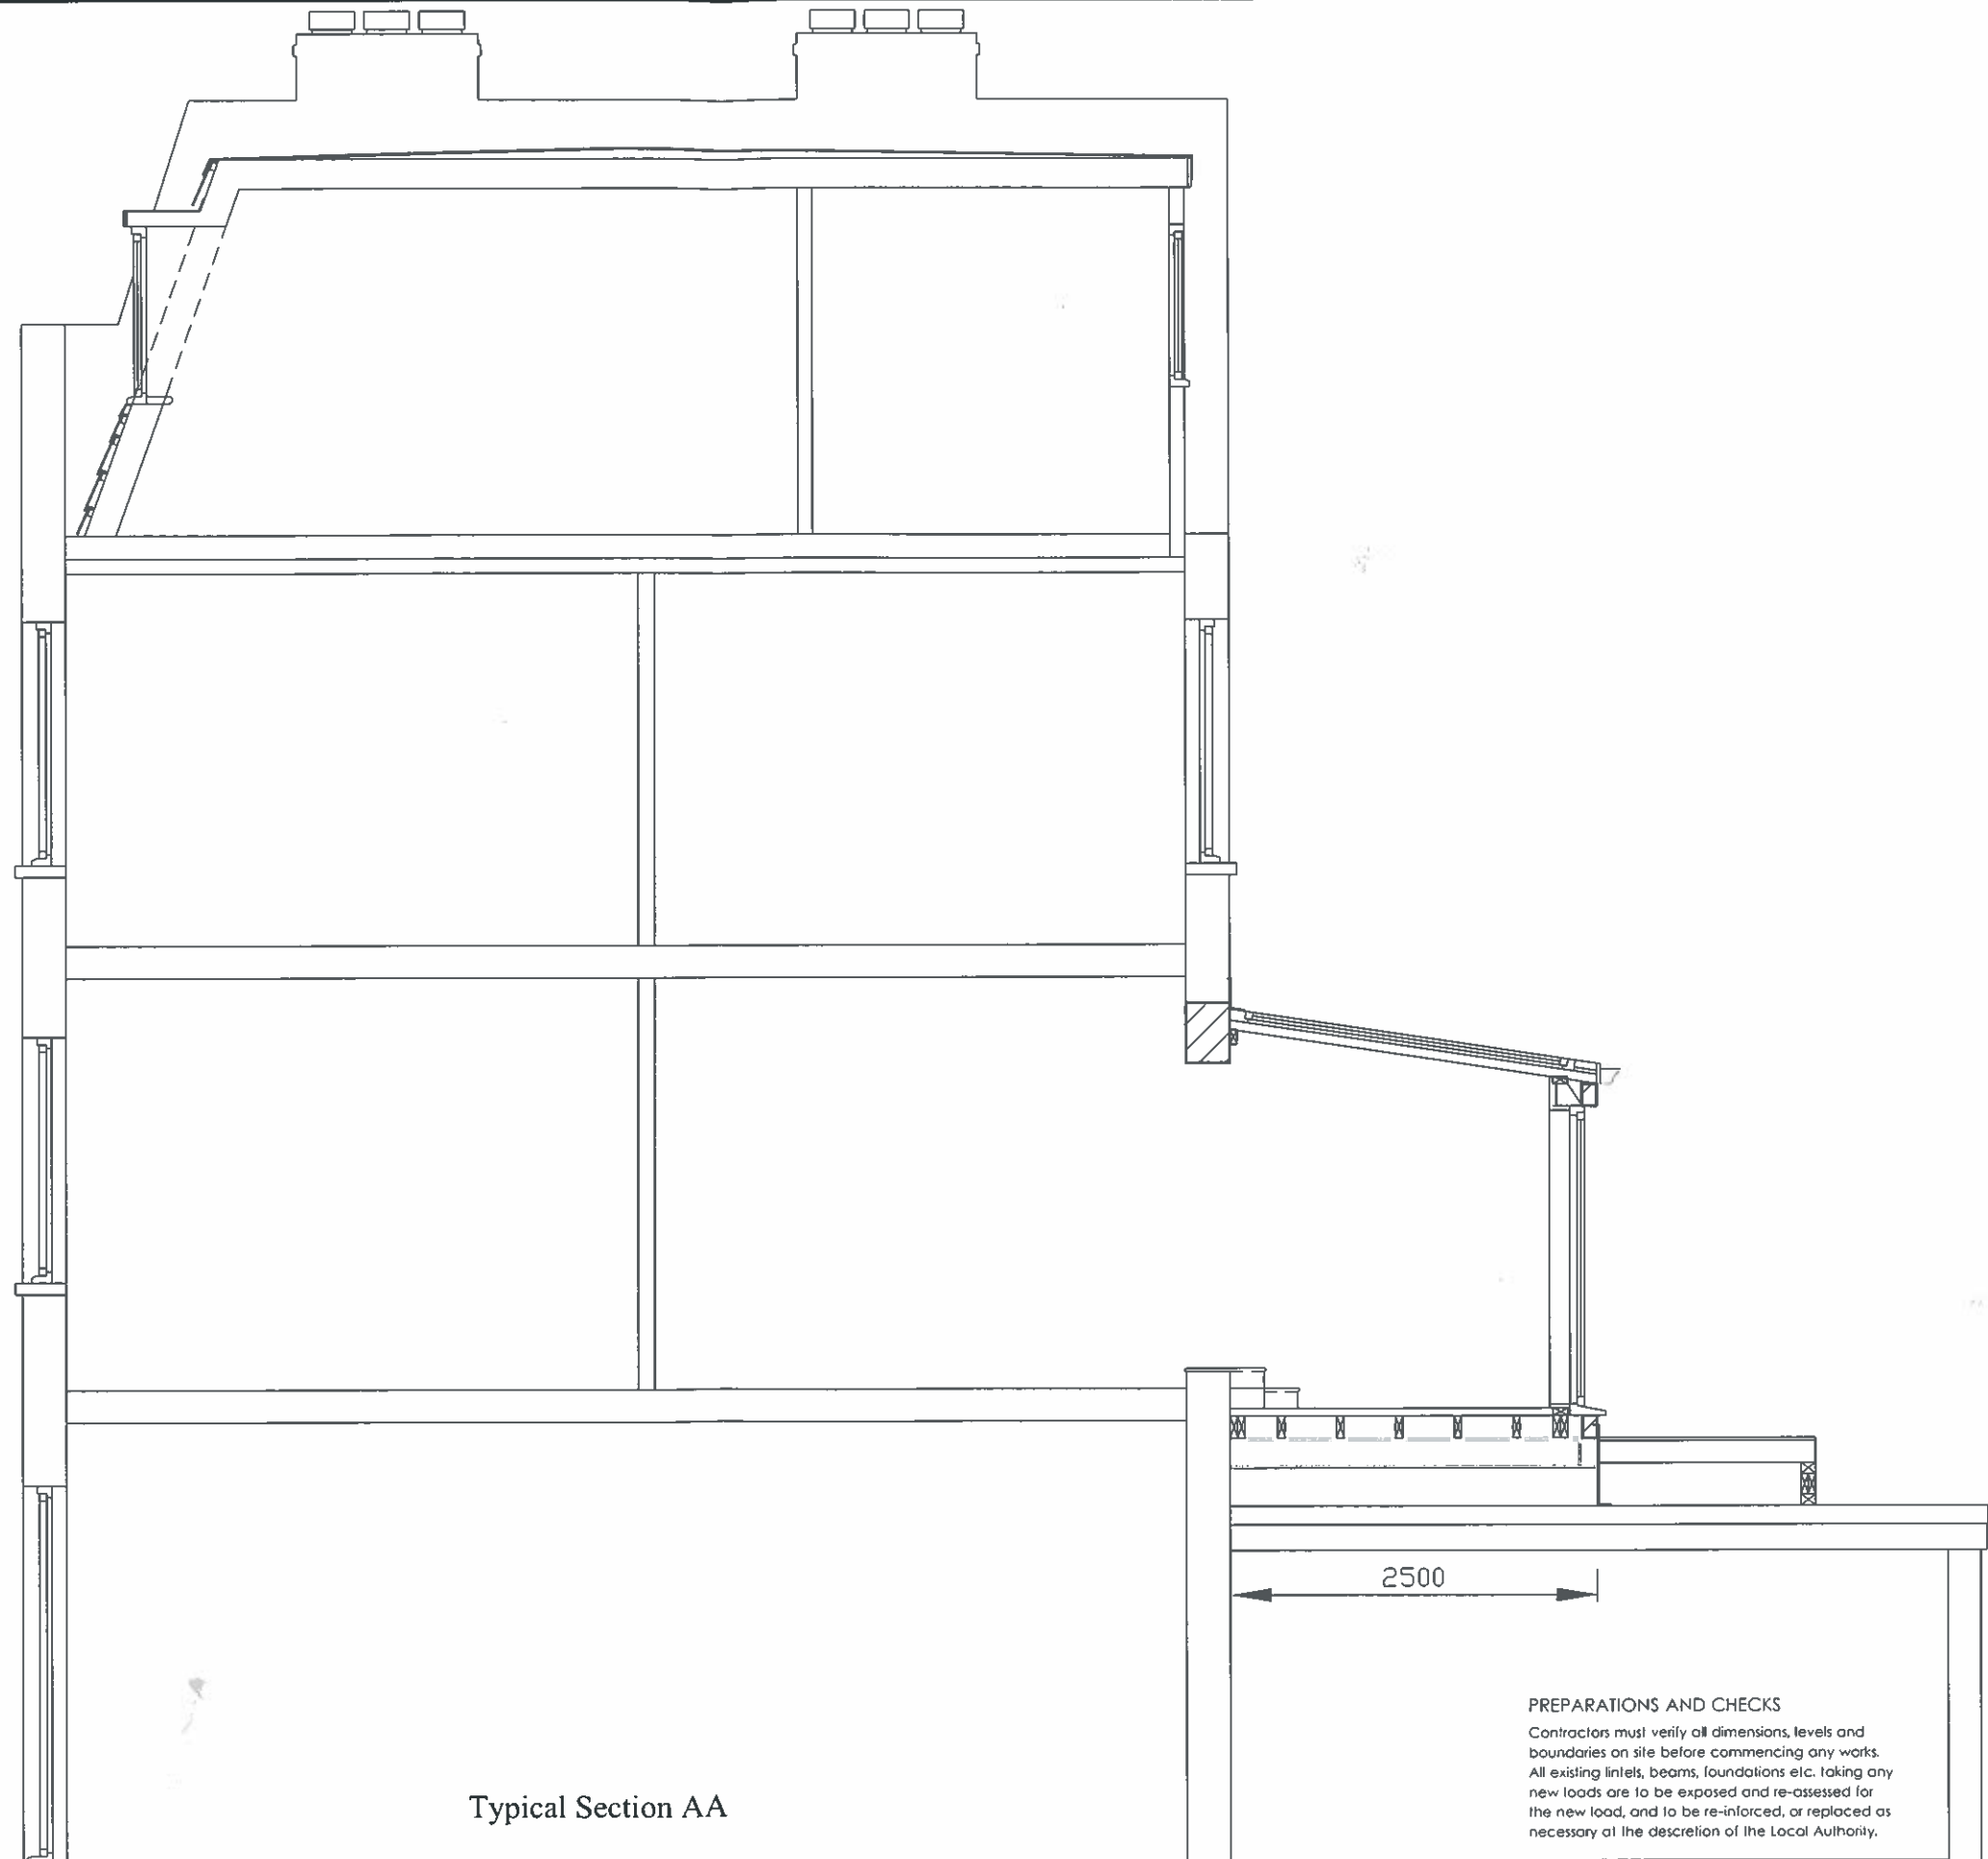 2500
PREPARATIONS AND CHECKS
Contractors must verify all dimensions, levels and
boundaries on site before commencing any works.
All existing lintels, beams, foundations etc. taking any
new loads are to be exposed and re-assessed for
the new load, and to be re-inforced, or replaced as
necessary at the descretion of the Local Authority.
Typical Section AA